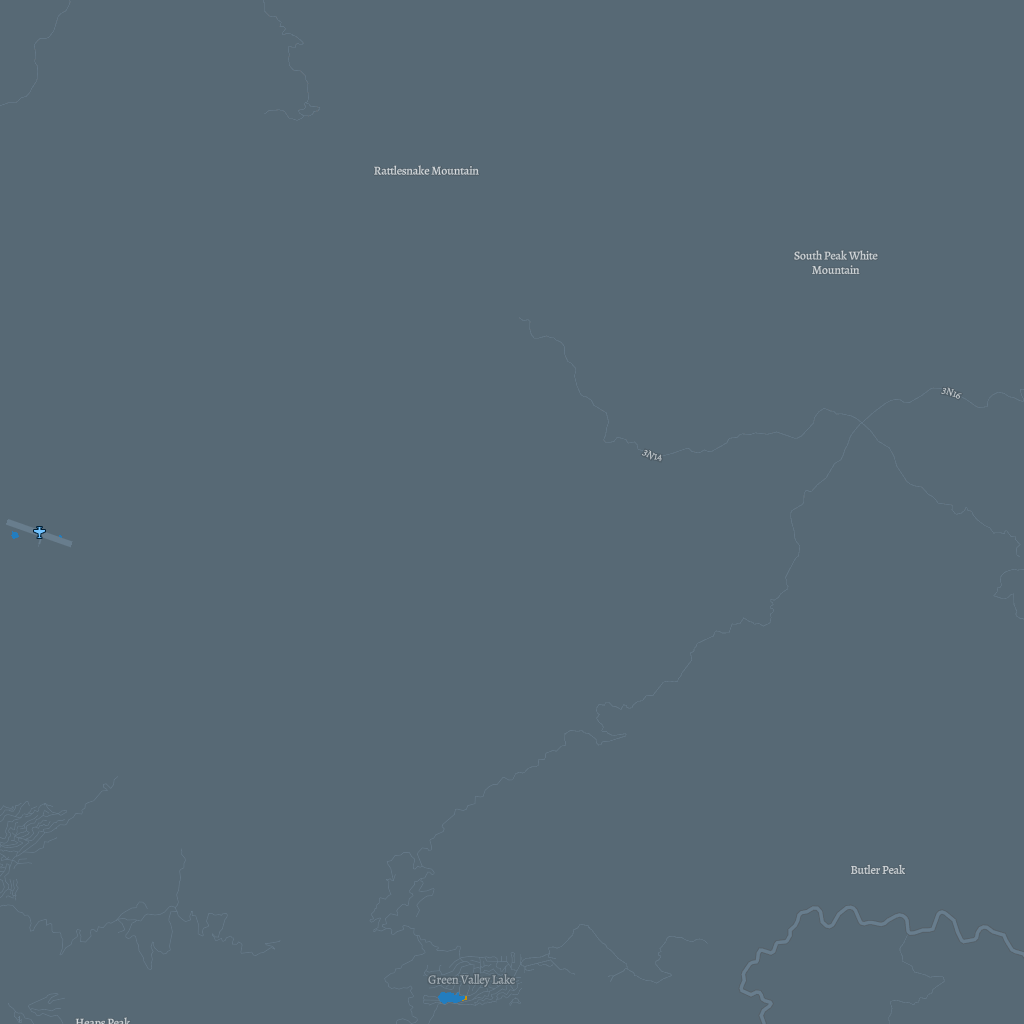 Rattlesnake Mountain
South Peak White
Mountain
3N16
3N14
Butler Peak
Green Valley Lake
Heaps Peak